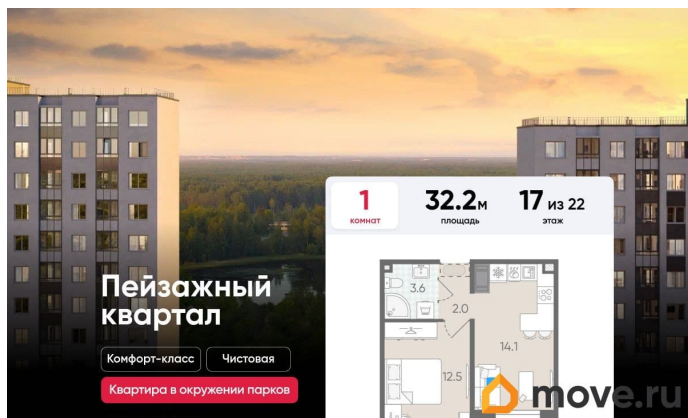 1
комнат
32.2м
площадь
17 из 22
этаж
Пейзажный
квартал
Комфорт-класс
Чистовая
Квартира в окружении парков
3.6
2.0
14.1
12.5
move.ru